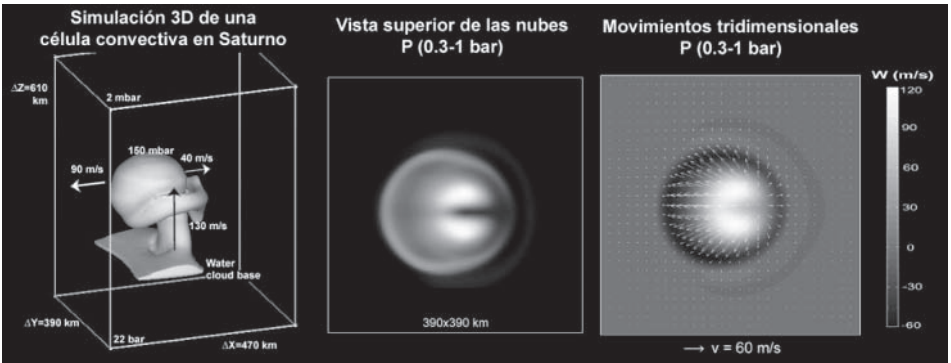 Simulación 3D de una
célula convectiva en Saturno
ΔZ=610
km
2 mbar
150 mbar
90 m/s
40 m/s
130 m/s
Water
cloud base
ΔY=390 km
22 bar
ΔX=470 km
Vista superior de las nubes
P (0.3-1 bar)
390x390 km
Movimientos tridimensionales
P (0.3-1 bar)
W (m/s)
120
90
60
30
0
-30
-60
→ v = 60 m/s